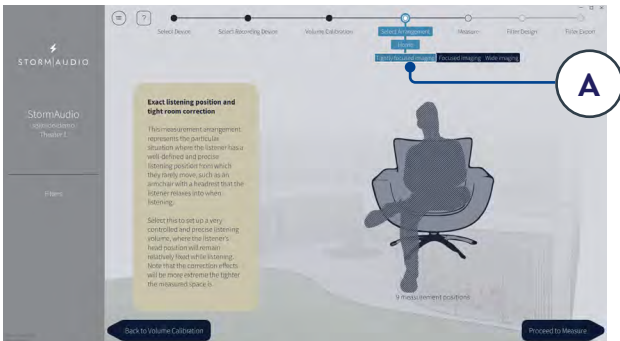 ?
Select Device
Select Recording Device
Volume Calibration
Select Arrangement
Measure
Filter Design
Filter Export
Tightly focused imaging
Focused imaging
Wide imaging
A
STORM|AUDIO
StormAudio
Theater 1
Filters
Exact listening position and
tight room correction
This measurement arrangement
represents the particular
situation where the listener has a
well-defined and precise
listening position from which
they rarely move, such as an
armchair with a headrest that the
listener relaxes into when
listening.
Select this to set up a very
controlled and precise listening
volume, where the listener's
head position will remain
relatively fixed while listening.
Note that the correction effects
will be more extreme the tighter
the measured space is.
9 measurement positions
Back to Volume Calibration
Proceed to Measure